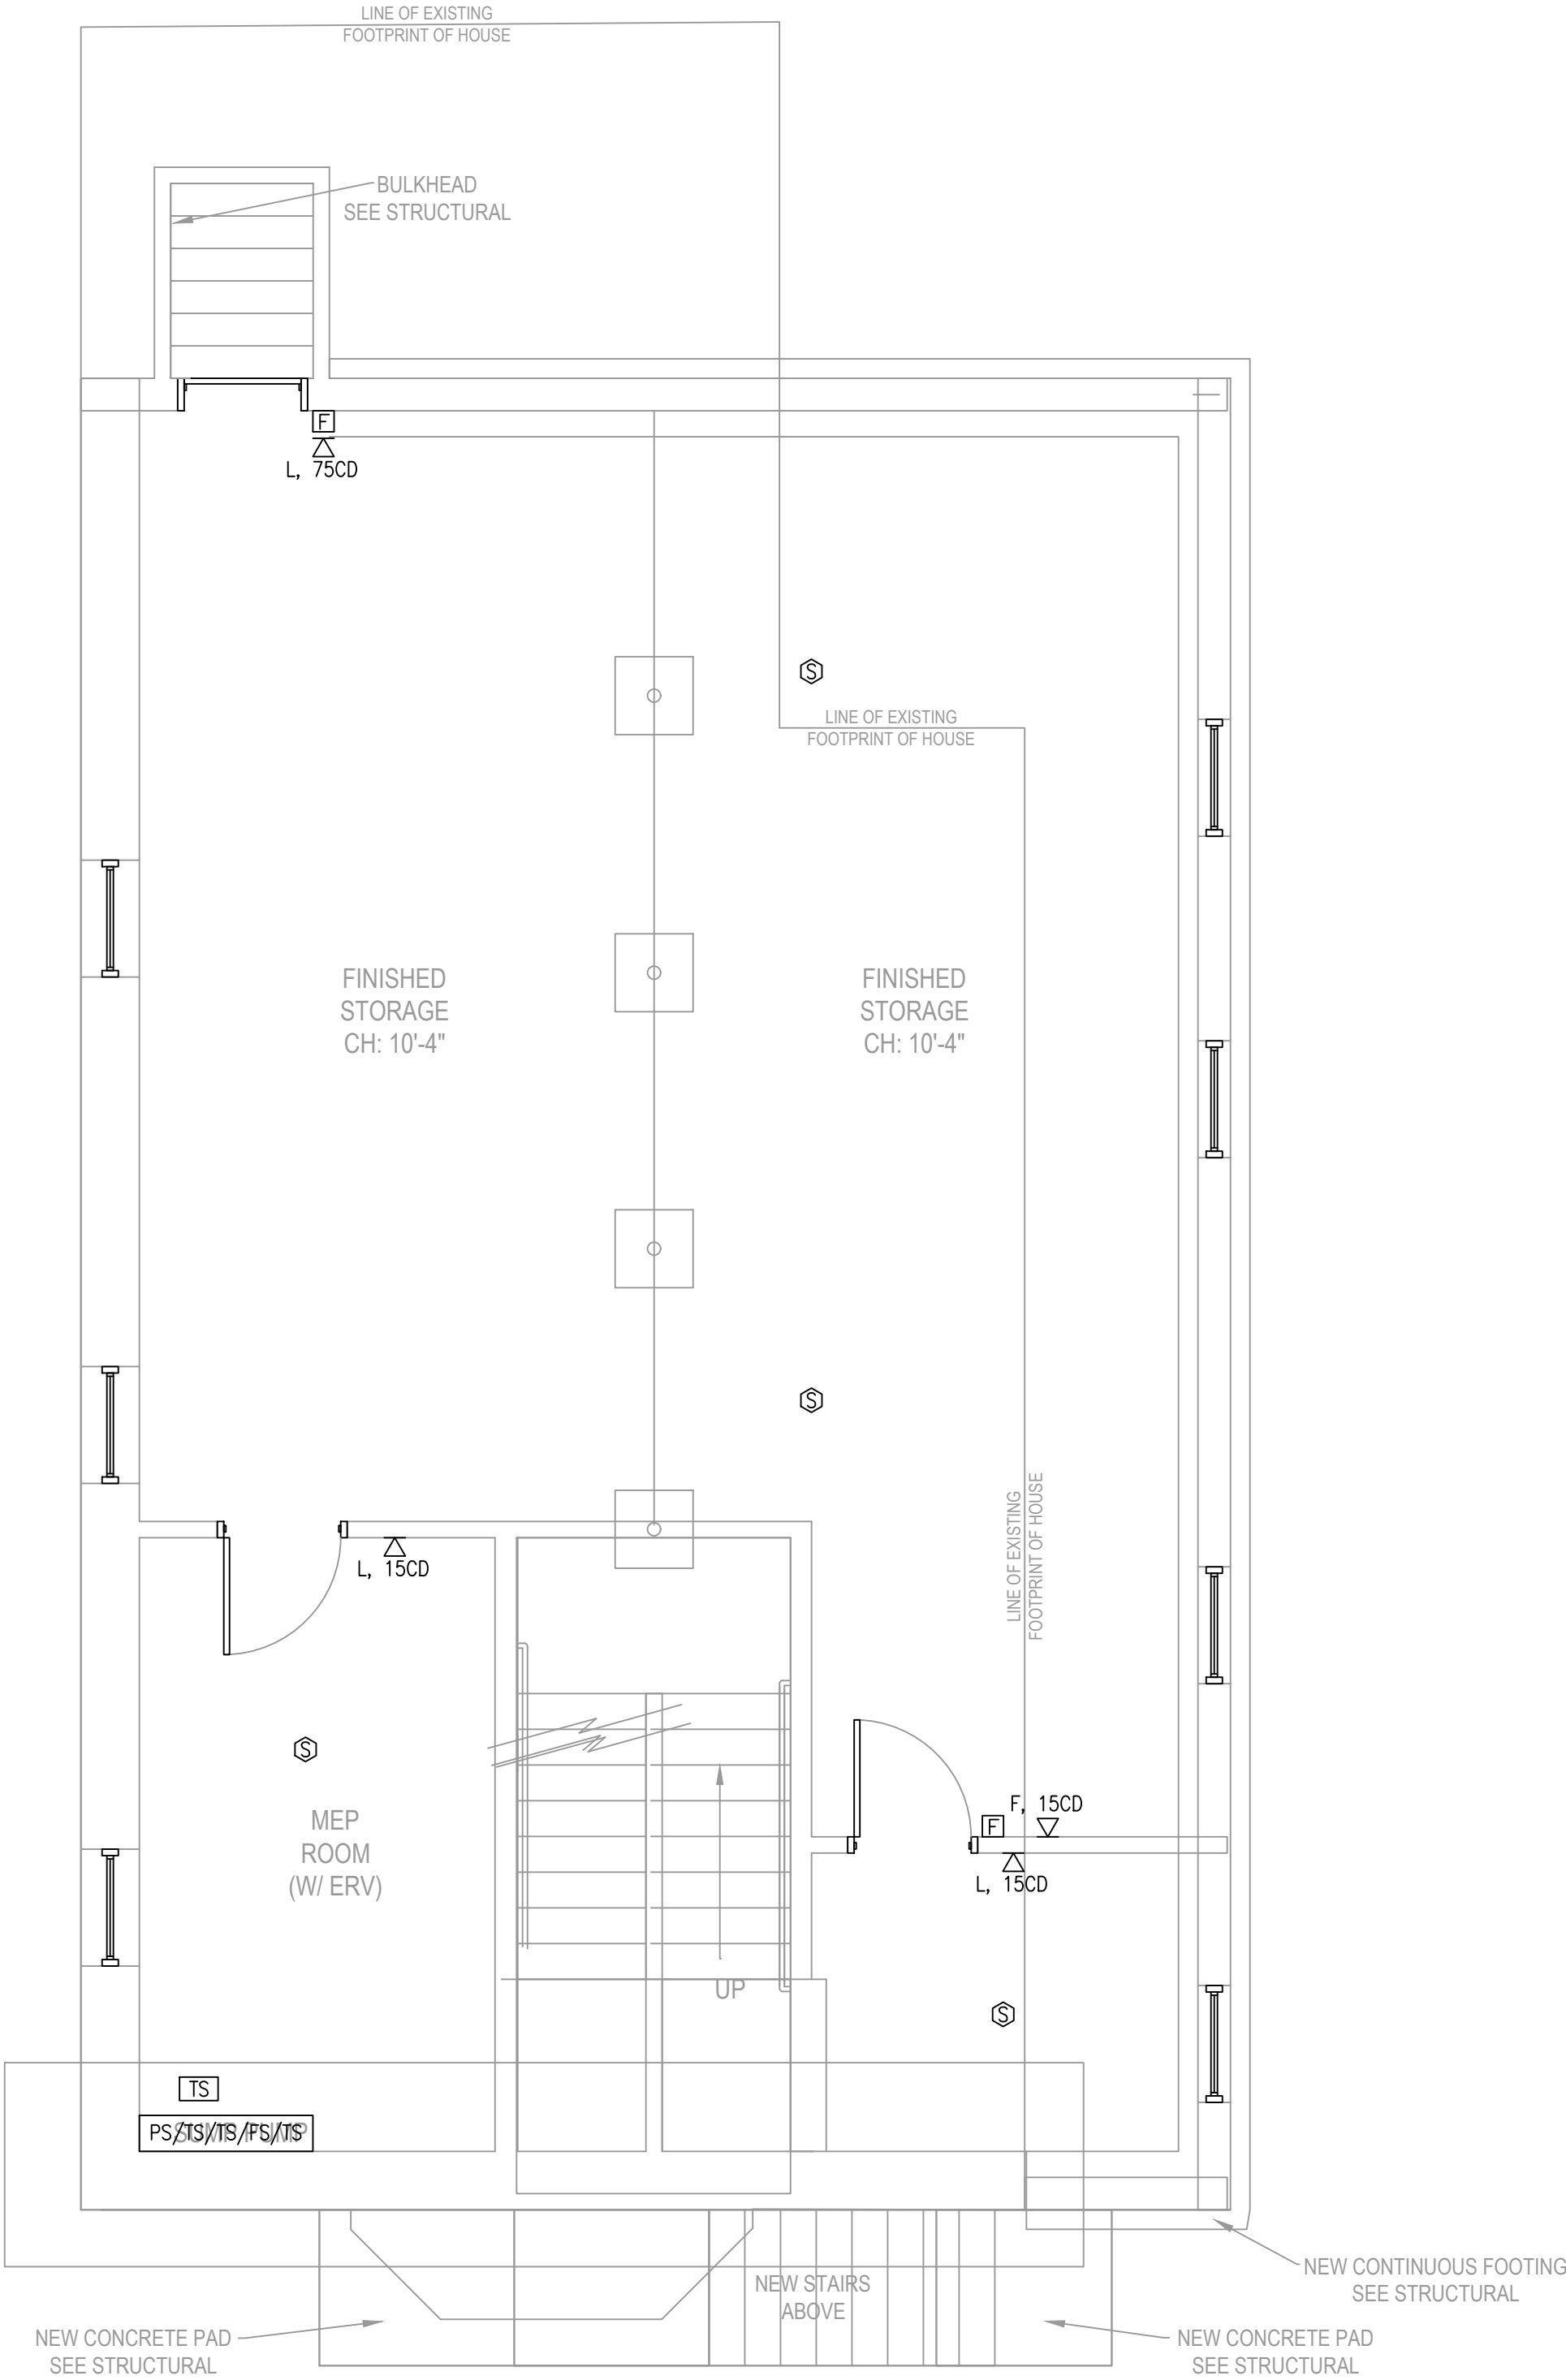 LINE OF EXISTING
FOOTPRINT OF HOUSE
BULKHEAD
SEE STRUCTURAL
F
L, 75CD
S
LINE OF EXISTING
FOOTPRINT OF HOUSE
FINISHED
STORAGE
CH: 10'-4"
FINISHED
STORAGE
CH: 10'-4"
S
LINE OF EXISTING
FOOTPRINT OF HOUSE
L, 15CD
S
MEP
ROOM
(W/ ERV)
F, 15CD
F
L, 15CD
UP
S
TS
PS/TS/TS/FS/TS
SUMP PUMP
NEW STAIRS
ABOVE
NEW CONTINUOUS FOOTING
SEE STRUCTURAL
NEW CONCRETE PAD
SEE STRUCTURAL
NEW CONCRETE PAD
SEE STRUCTURAL